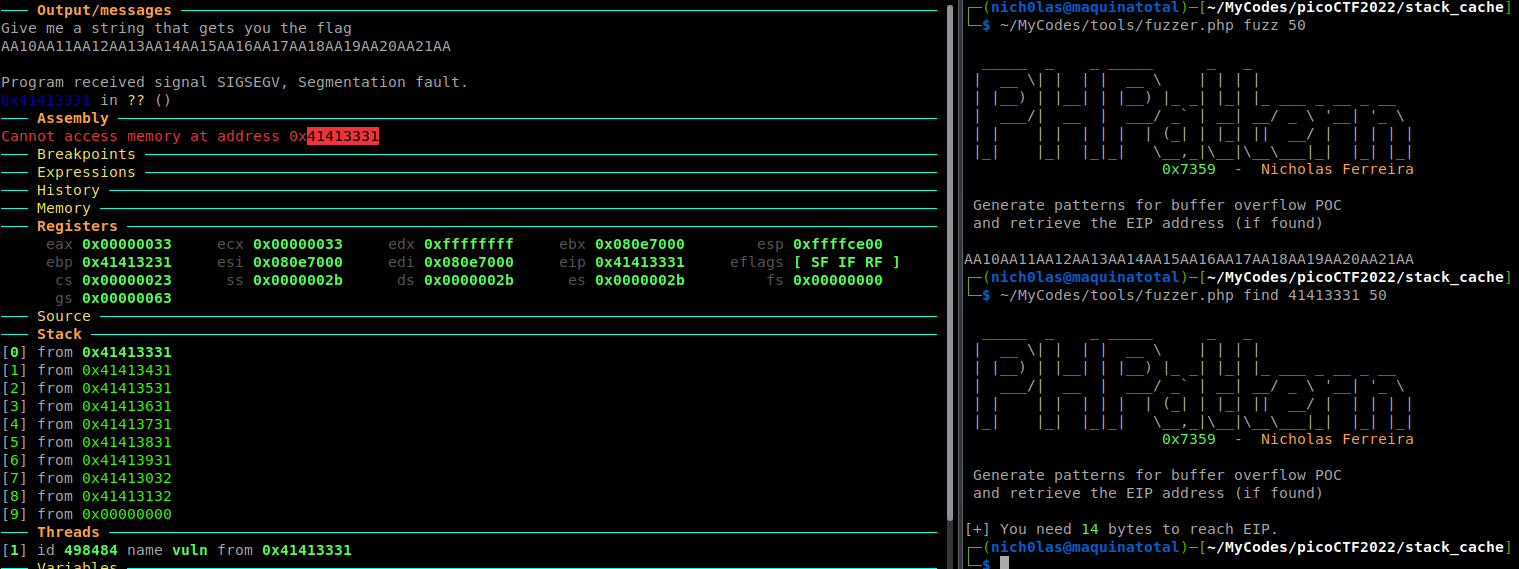 Output/messages
Give me a string that gets you the flag
AA10AA11AA12AA13AA14AA15AA16AA17AA18AA19AA20AA21AA
Program received signal SIGSEGV, Segmentation fault.
0x41413331 in ?? ()
Assembly
Cannot access memory at address 0x41413331
Breakpoints
Expressions
History
Memory
Registers
eax 0x00000033 ecx 0x00000033 edx 0xffffffff ebx 0x080e7000 esp 0xffffce00
ebp 0x41413231 esi 0x080e7000 edi 0x080e7000 eip 0x41413331 eflags [ SF IF RF ]
cs 0x00000023 ss 0x0000002b ds 0x0000002b es 0x0000002b fs 0x00000000
gs 0x00000063
Source
Stack
[0] from 0x41413331
[1] from 0x41413431
[2] from 0x41413531
[3] from 0x41413631
[4] from 0x41413731
[5] from 0x41413831
[6] from 0x41413931
[7] from 0x41413032
[8] from 0x41413132
[9] from 0x00000000
Threads
[1] id 498484 name vuln from 0x41413331
Variables
(nich0las@maquinatotal)-[~/MyCodes/picoCTF2022/stack_cache]
$ ~/MyCodes/tools/fuzzer.php fuzz 50
PHPattern
0x7359 - Nicholas Ferreira
Generate patterns for buffer overflow POC
and retrieve the EIP address (if found)
AA10AA11AA12AA13AA14AA15AA16AA17AA18AA19AA20AA21AA
(nich0las@maquinatotal)-[~/MyCodes/picoCTF2022/stack_cache]
$ ~/MyCodes/tools/fuzzer.php find 41413331 50
PHPattern
0x7359 - Nicholas Ferreira
Generate patterns for buffer overflow POC
and retrieve the EIP address (if found)
[+] You need 14 bytes to reach EIP.
(nich0las@maquinatotal)-[~/MyCodes/picoCTF2022/stack_cache]
$